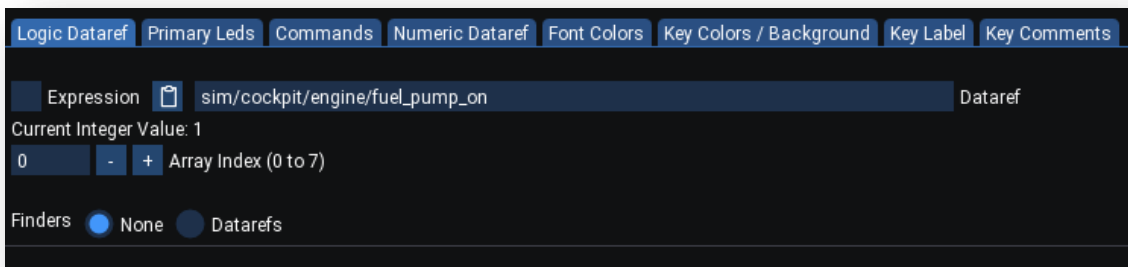 Logic Dataref Primary Leds Commands Numeric Dataref Font Colors Key Colors / Background Key Label Key Comments
Expression sim/cockpit/engine/fuel_pump_on Dataref
Current Integer Value: 1
0 - + Array Index (0 to 7)
Finders None Datarefs